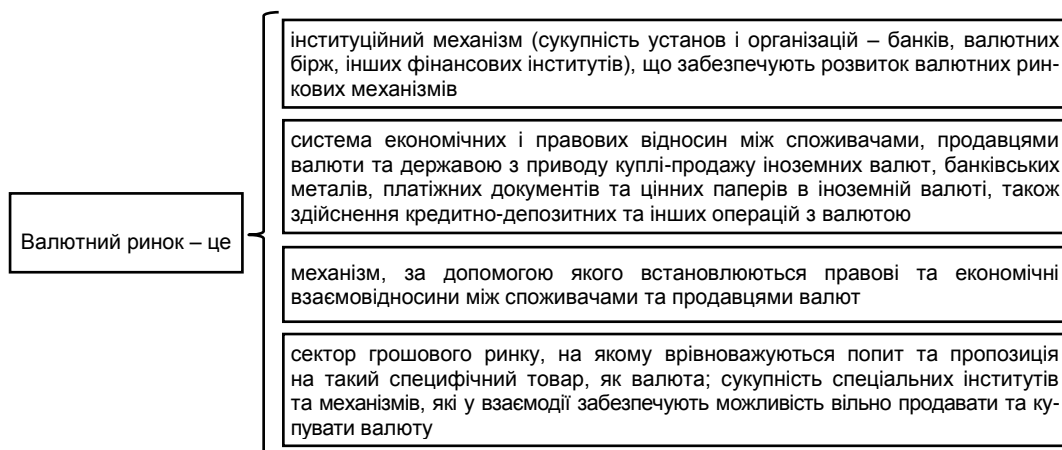 Валютний ринок – це
інституційний механізм (сукупність установ і організацій – банків, валютних
бірж, інших фінансових інститутів), що забезпечують розвиток валютних рин-
кових механізмів
система економічних і правових відносин між споживачами, продавцями
валюти та державою з приводу куплі-продажу іноземних валют, банківських
металів, платіжних документів та цінних паперів в іноземній валюті, також
здійснення кредитно-депозитних та інших операцій з валютою
механізм, за допомогою якого встановлюються правові та економічні
взаємовідносини між споживачами та продавцями валют
сектор грошового ринку, на якому врівноважуються попит та пропозиція
на такий специфічний товар, як валюта; сукупність спеціальних інститутів
та механізмів, які у взаємодії забезпечують можливість вільно продавати та ку-
пувати валюту